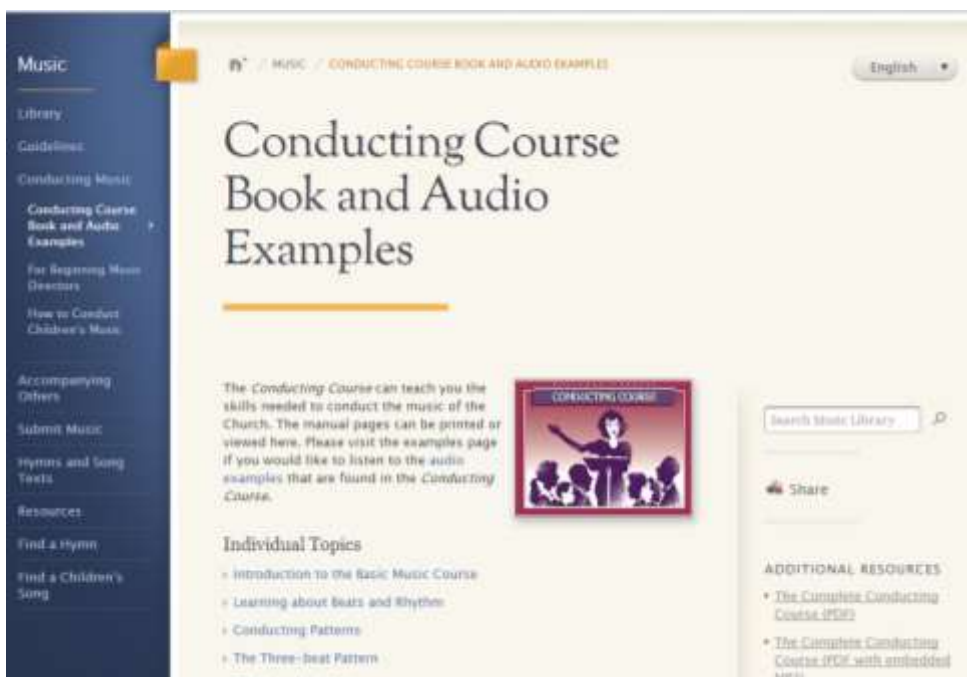 Music
Library
Guidelines
Conducting Music
Conducting Course
Book and Audio
Examples
For Beginning Music
Directors
How to Conduct
Children's Music
Accompanying
Others
Submit Music
Hymns and Song
Texts
Resources
Find a Hymn
Find a Children's
Song
/ MUSIC / CONDUCTING COURSE BOOK AND AUDIO EXAMPLES
English
Conducting Course
Book and Audio
Examples
The Conducting Course can teach you the
skills needed to conduct the music of the
Church. The manual pages can be printed or
viewed here. Please visit the examples page
if you would like to listen to the audio
examples that are found in the Conducting
Course.
CONDUCTING COURSE
Individual Topics
Introduction to the Basic Music Course
Learning about Beats and Rhythm
Conducting Patterns
The Three-beat Pattern
Search Music Library
Share
ADDITIONAL RESOURCES
The Complete Conducting
Course (PDF)
The Complete Conducting
Course (PDF with embedded